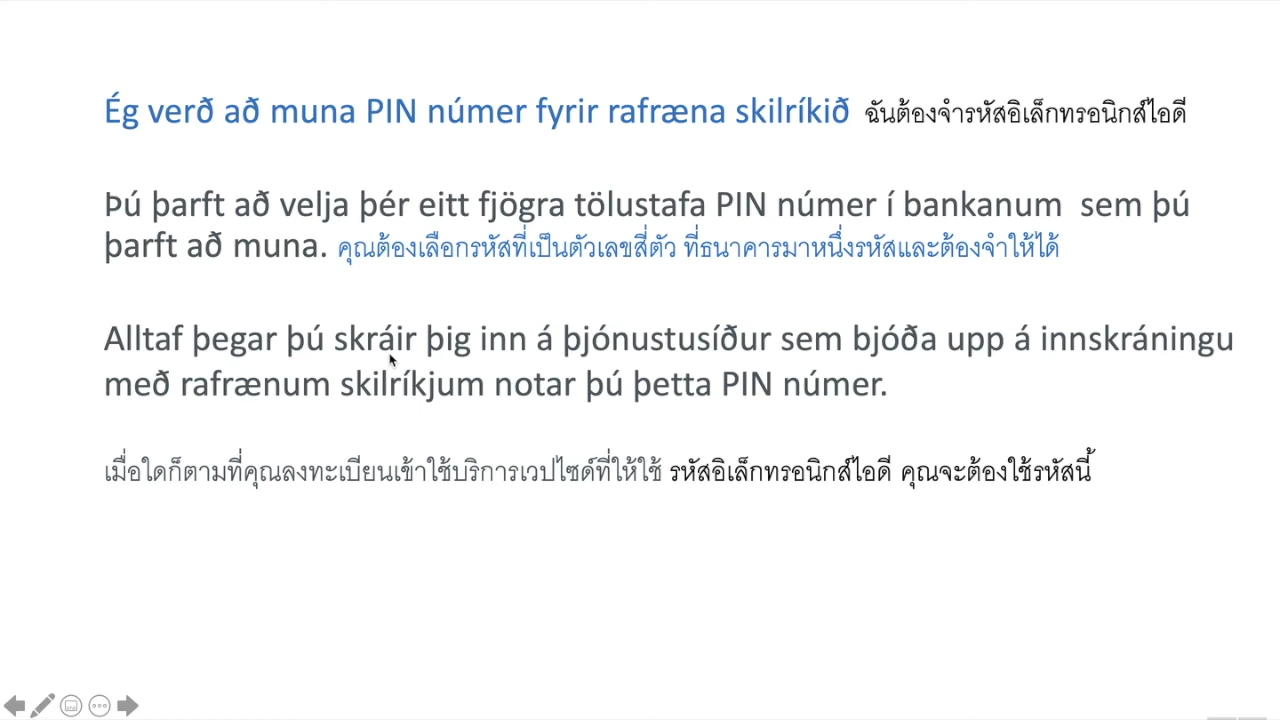 Ég verð að muna PIN númer fyrir rafræna skilríkið ฉันต้องจำรหัสอิเล็กทรอนิกส์ไอดี
Þú þarft að velja þér eitt fjögra tölustafa PIN númer í bankanum sem þú
þarft að muna. คุณต้องเลือกรหัสที่เป็นตัวเลขสี่ตัว ที่ธนาคารมาหนึ่งรหัสและต้องจำให้ได้
Alltaf þegar þú skráir þig inn á þjónustusíður sem bjóða upp á innskráningu
með rafrænum skilríkjum notar þú þetta PIN númer.
เมื่อใดก็ตามที่คุณลงทะเบียนเข้าใช้บริการเวปไซด์ที่ให้ใช้ รหัสอิเล็กทรอนิกส์ไอดี คุณจะต้องใช้รหัสนี้